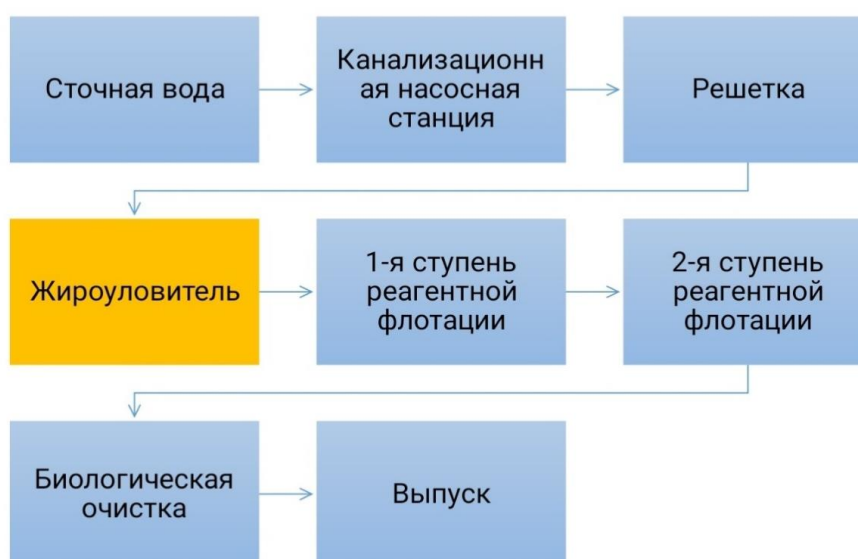 Сточная вода
Канализационн
ая насосная
станция
Решетка
Жироуловитель
1-я ступень
реагентной
флотации
2-я ступень
реагентной
флотации
Биологическая
очистка
Выпуск